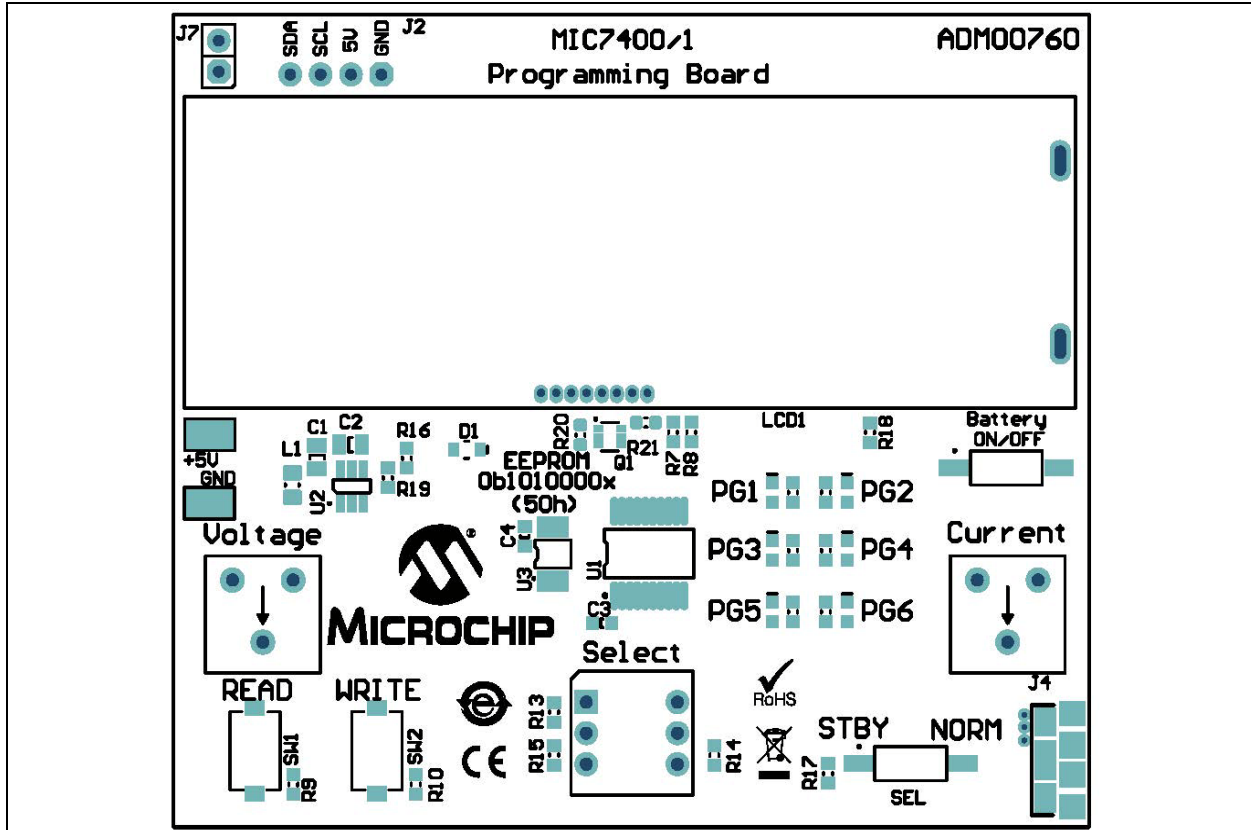 J7 SDA SCL 5V GND J2 MIC7400/1 ADM00760
Programming Board
C1 C2 R16 D1 R20 R21 R7 R8 LCD1 R18 Battery
ON/OFF
L1 +5V EEPROM Q1
GND U2 R19 0b1010000x PG1 PG2
(50h)
Voltage C4 U3 U1 PG3 PG4 Current
MICROCHIP C3 PG5 PG6
®
Select
READ WRITE e R13 RoHS J4
STBY NORM
SW1 SW2 CE R15 R14 R17
R9 R10 SEL